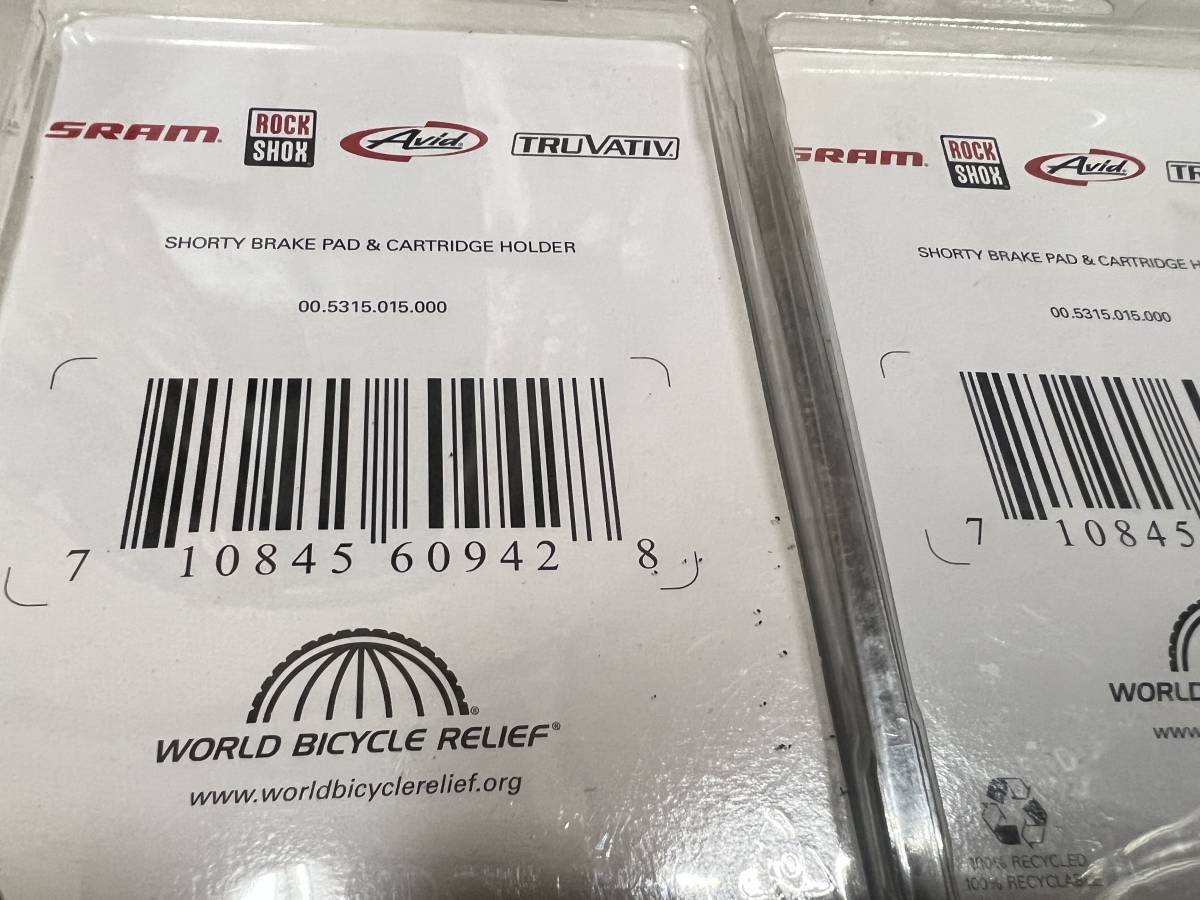 SRAM. ROCK SHOX Avid. TRUVATIV.
SHORTY BRAKE PAD & CARTRIDGE HOLDER
00.5315.015.000
7 10845 60942 8
WORLD BICYCLE RELIEF®
www.worldbicyclerelief.org
SRAM. ROCK SHOX Avid. TR
SHORTY BRAKE PAD & CARTRIDGE H
00.5315.015.000
7 10845
WORLD
www
100% RECYCLED
100% RECYCLABLE